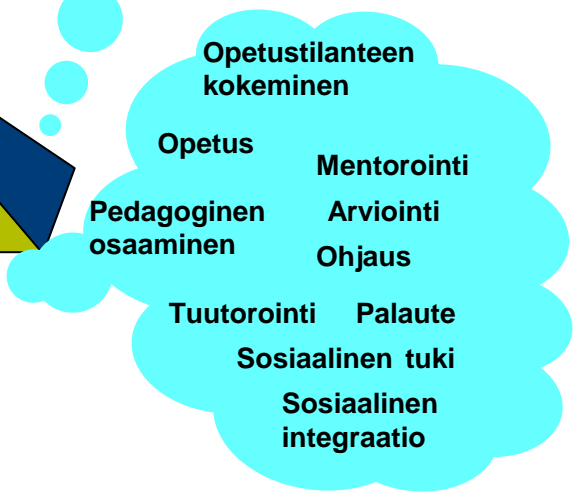 Opetustilanteen
kokeminen
Opetus
Mentorointi
Pedagoginen
osaaminen
Arviointi
Ohjaus
Tuutorointi Palaute
Sosiaalinen tuki
Sosiaalinen
integraatio